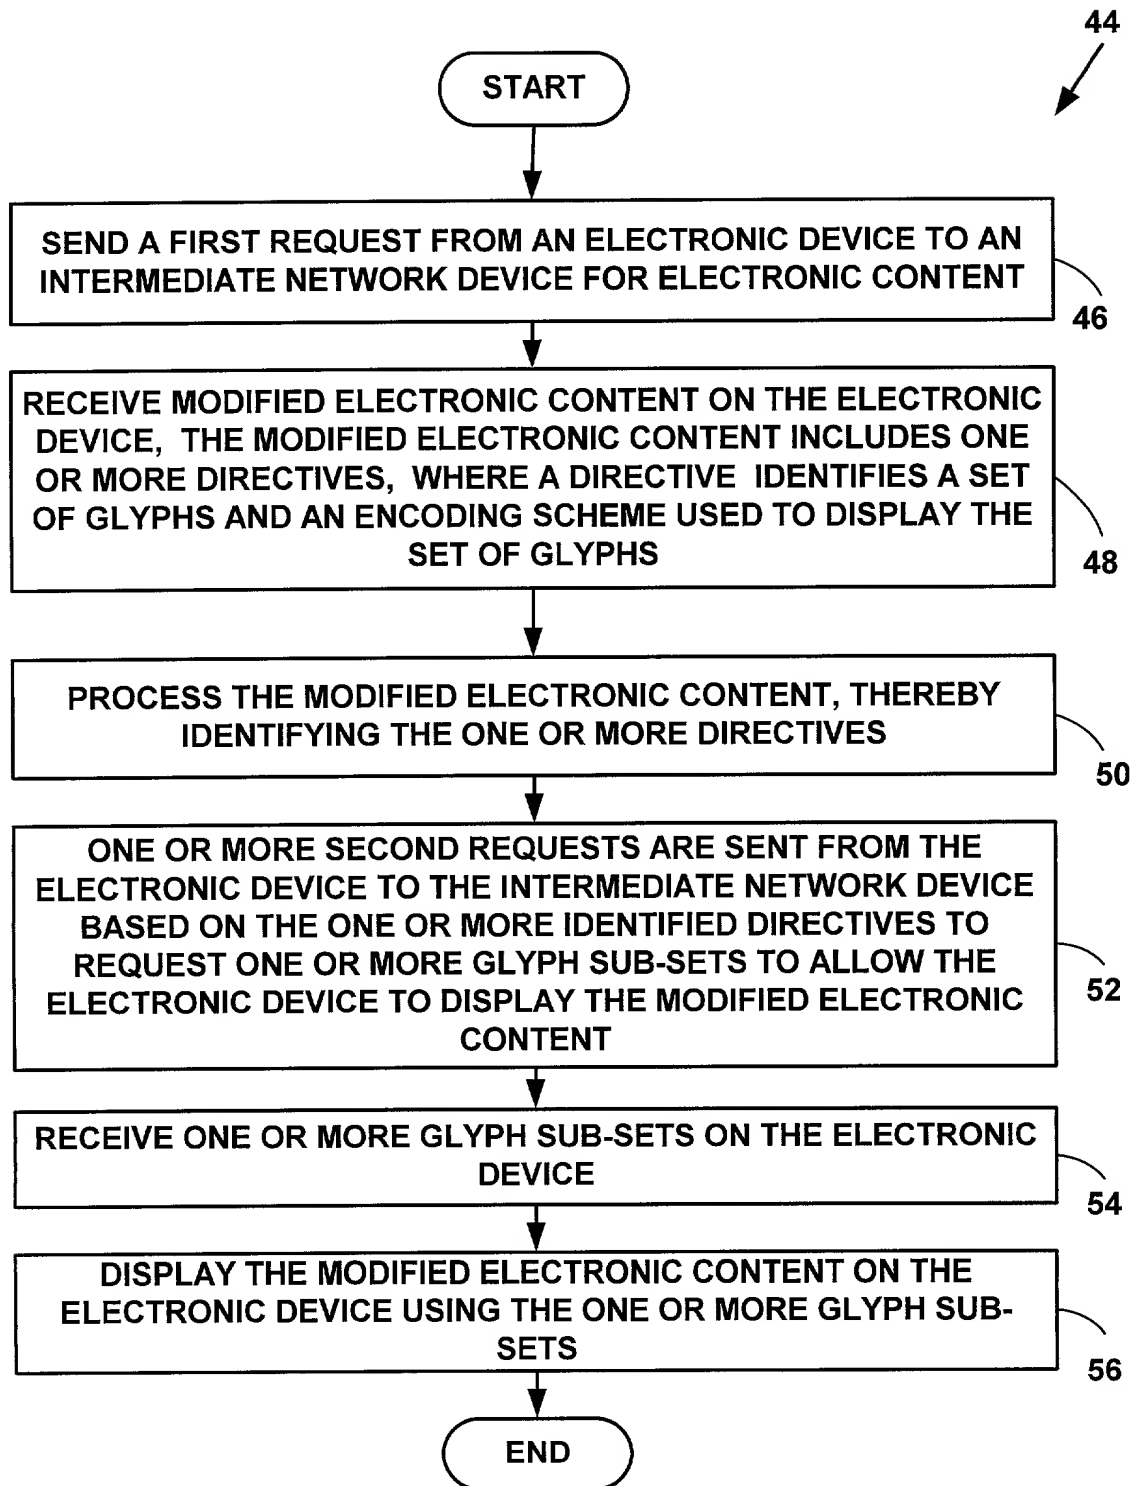 44
START
SEND A FIRST REQUEST FROM AN ELECTRONIC DEVICE TO AN
INTERMEDIATE NETWORK DEVICE FOR ELECTRONIC CONTENT
46
RECEIVE MODIFIED ELECTRONIC CONTENT ON THE ELECTRONIC
DEVICE, THE MODIFIED ELECTRONIC CONTENT INCLUDES ONE
OR MORE DIRECTIVES, WHERE A DIRECTIVE IDENTIFIES A SET
OF GLYPHS AND AN ENCODING SCHEME USED TO DISPLAY THE
SET OF GLYPHS
48
PROCESS THE MODIFIED ELECTRONIC CONTENT, THEREBY
IDENTIFYING THE ONE OR MORE DIRECTIVES
50
ONE OR MORE SECOND REQUESTS ARE SENT FROM THE
ELECTRONIC DEVICE TO THE INTERMEDIATE NETWORK DEVICE
BASED ON THE ONE OR MORE IDENTIFIED DIRECTIVES TO
REQUEST ONE OR MORE GLYPH SUB-SETS TO ALLOW THE
ELECTRONIC DEVICE TO DISPLAY THE MODIFIED ELECTRONIC
CONTENT
52
RECEIVE ONE OR MORE GLYPH SUB-SETS ON THE ELECTRONIC
DEVICE
54
DISPLAY THE MODIFIED ELECTRONIC CONTENT ON THE
ELECTRONIC DEVICE USING THE ONE OR MORE GLYPH SUB-
SETS
56
END